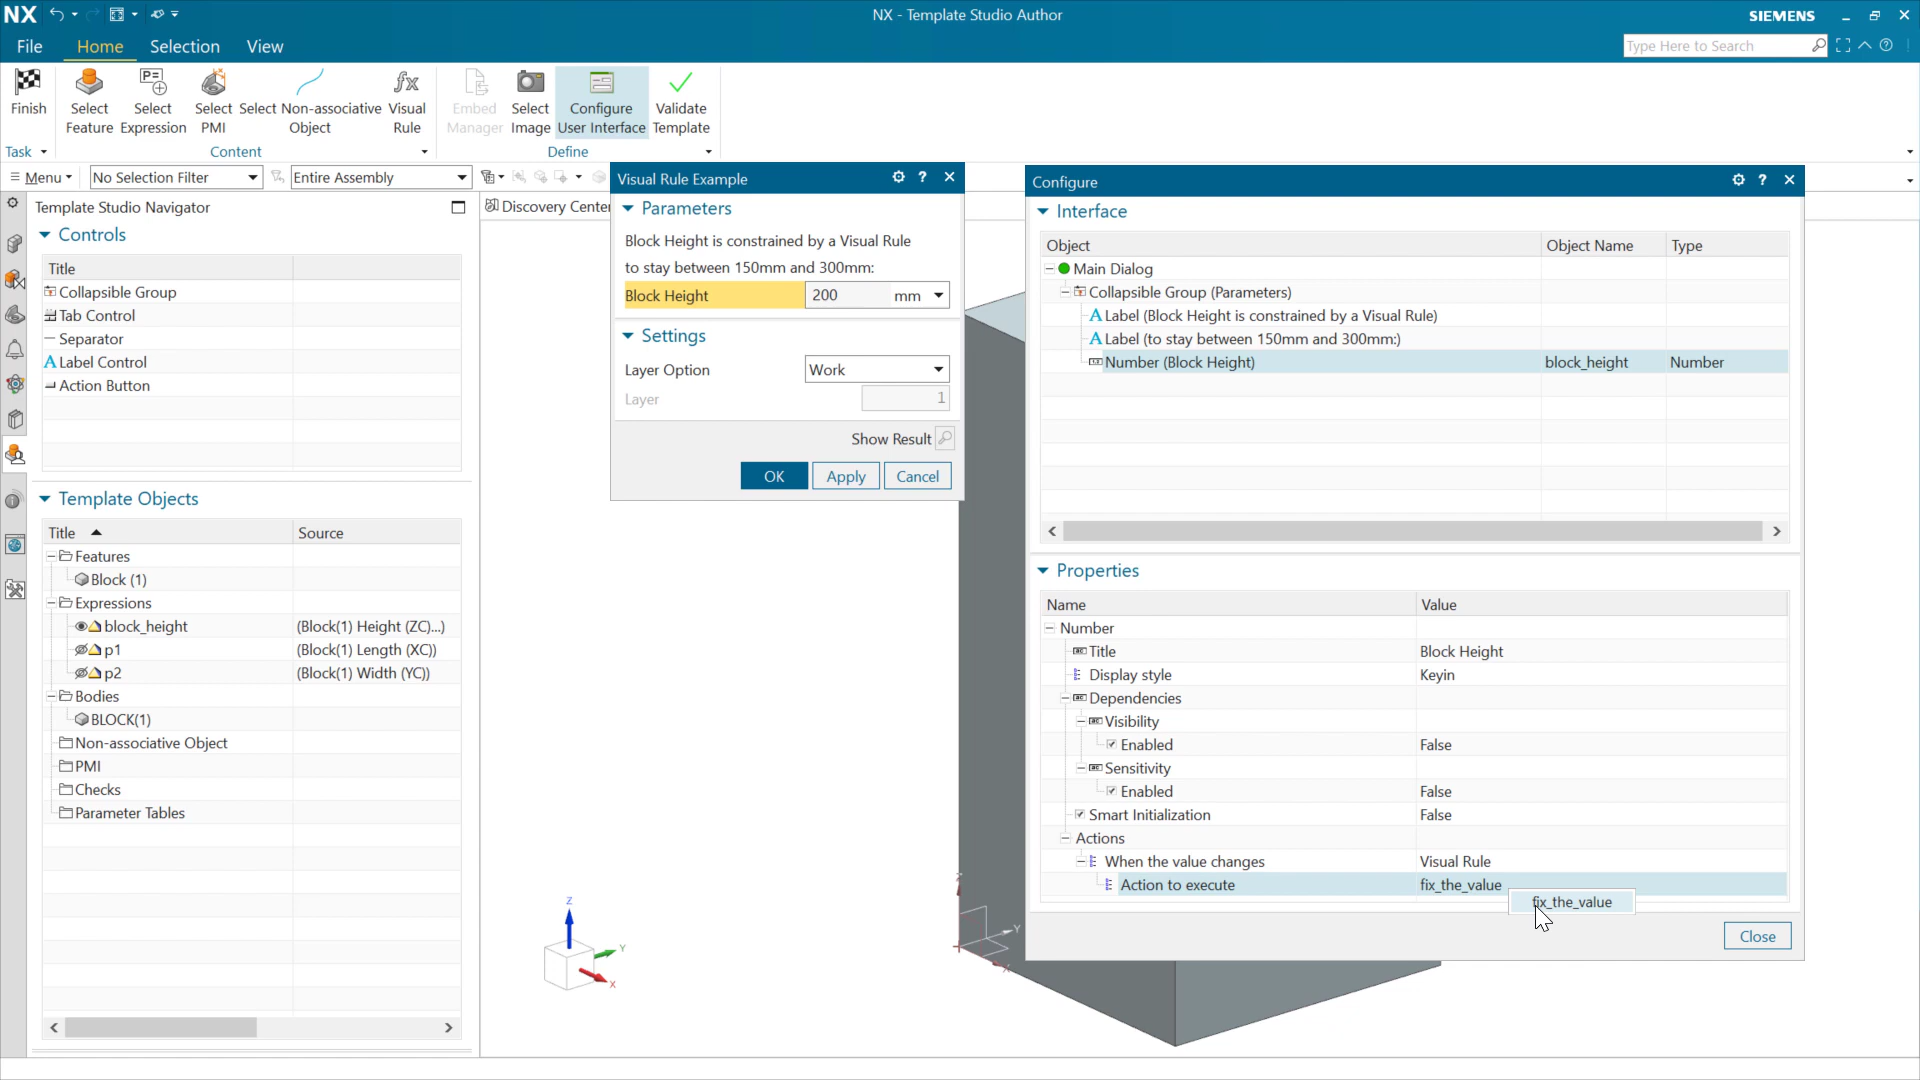 NX
NX - Template Studio Author
SIEMENS
File
Home
Selection
View
Type Here to Search
Finish
Select
Feature
Select
Expression
P=
Select
PMI
Select Non-associative
Object
fx
Visual
Rule
Embed
Manager
Select
Image
Configure
User Interface
Validate
Template
Task
Content
Define
Menu
No Selection Filter
Entire Assembly
Template Studio Navigator
Controls
Title
Collapsible Group
Tab Control
Separator
A Label Control
Action Button
Template Objects
Title
Source
Features
Block (1)
Expressions
block_height
(Block(1) Height (ZC)...)
p1
(Block(1) Length (XC))
p2
(Block(1) Width (YC))
Bodies
BLOCK(1)
Non-associative Object
PMI
Checks
Parameter Tables
Discovery Center
Visual Rule Example
?
Parameters
Block Height is constrained by a Visual Rule
to stay between 150mm and 300mm:
Block Height
200
mm
Settings
Layer Option
Work
Layer
1
Show Result
OK
Apply
Cancel
Z
Y
X
Y
X
Configure
?
Interface
Object
Object Name
Type
Main Dialog
Collapsible Group (Parameters)
A Label (Block Height is constrained by a Visual Rule)
A Label (to stay between 150mm and 300mm:)
Number (Block Height)
block_height
Number
Properties
Name
Value
Number
Title
Block Height
Display style
Keyin
Dependencies
Visibility
Enabled
False
Sensitivity
Enabled
False
Smart Initialization
False
Actions
When the value changes
Visual Rule
Action to execute
fix_the_value
fix_the_value
Close